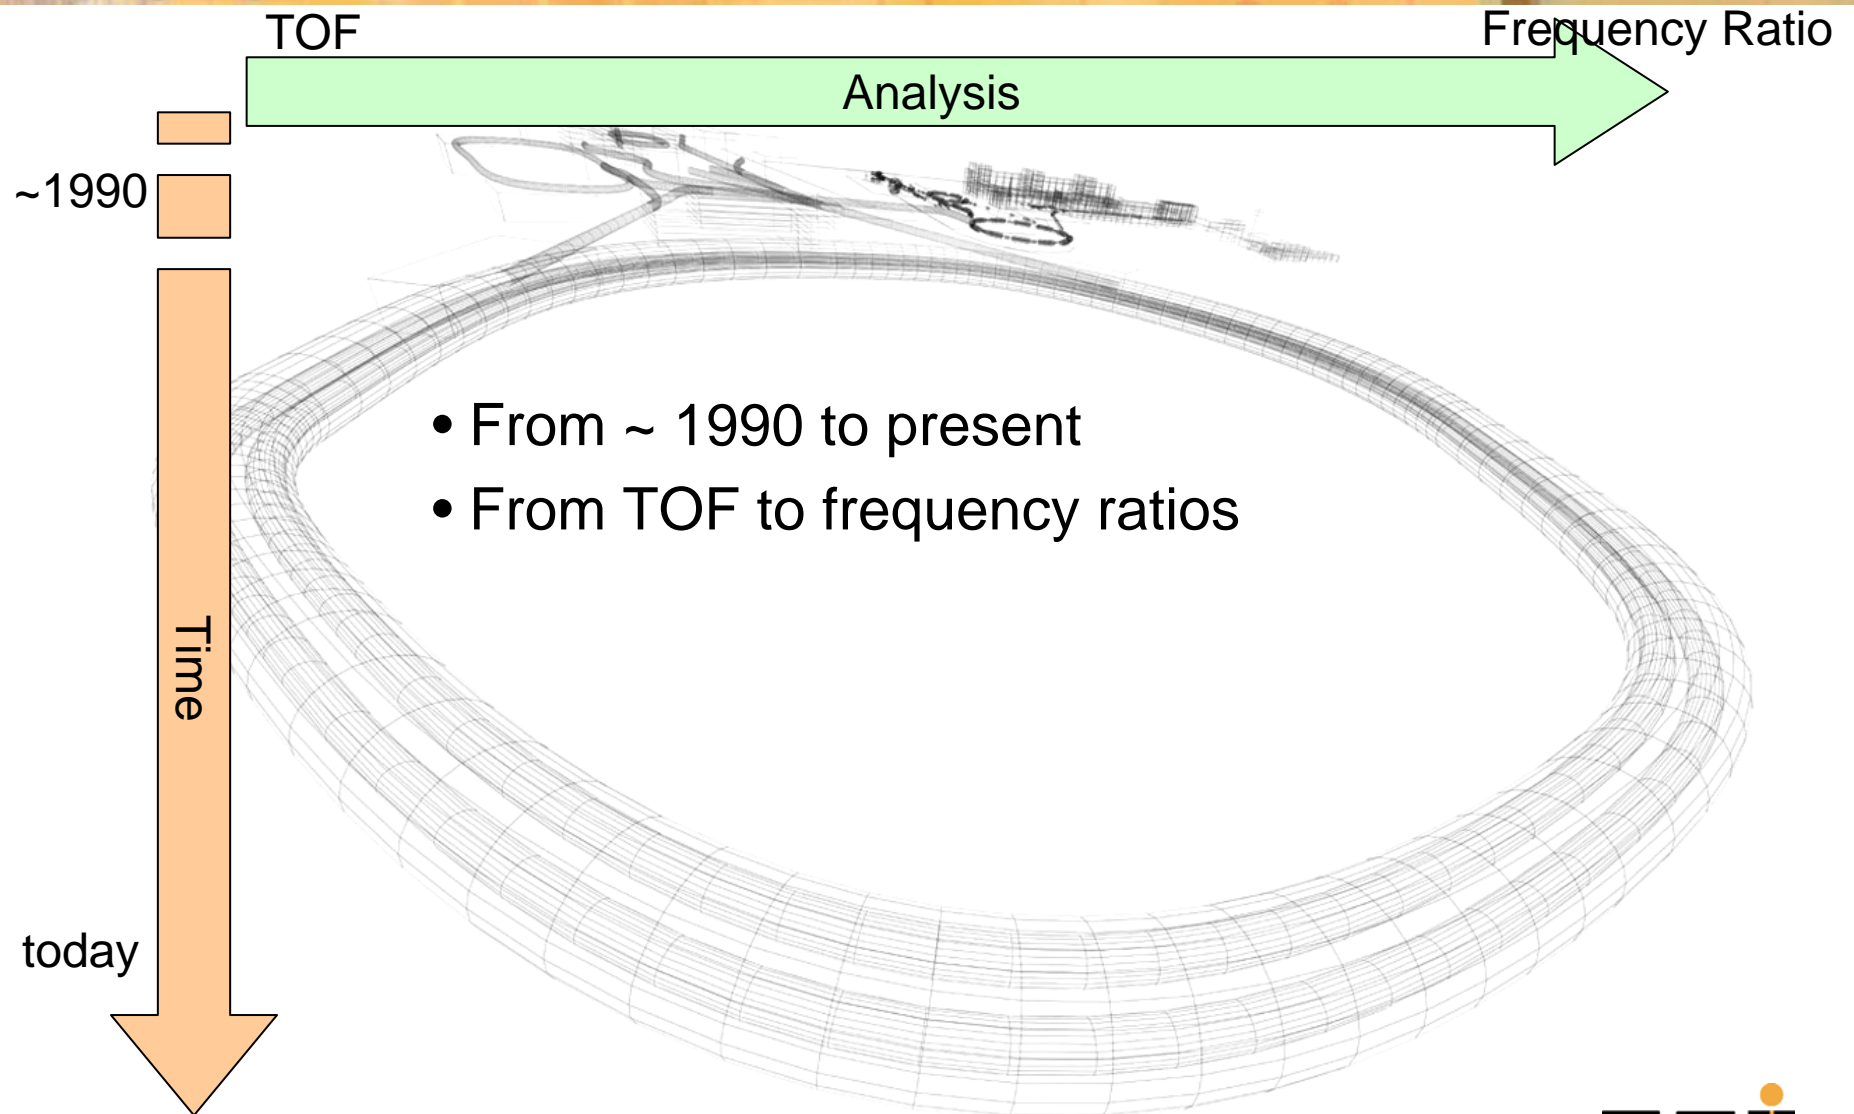 TOF
Frequency Ratio
Analysis
~1990
• From ~ 1990 to present
• From TOF to frequency ratios
Time
today